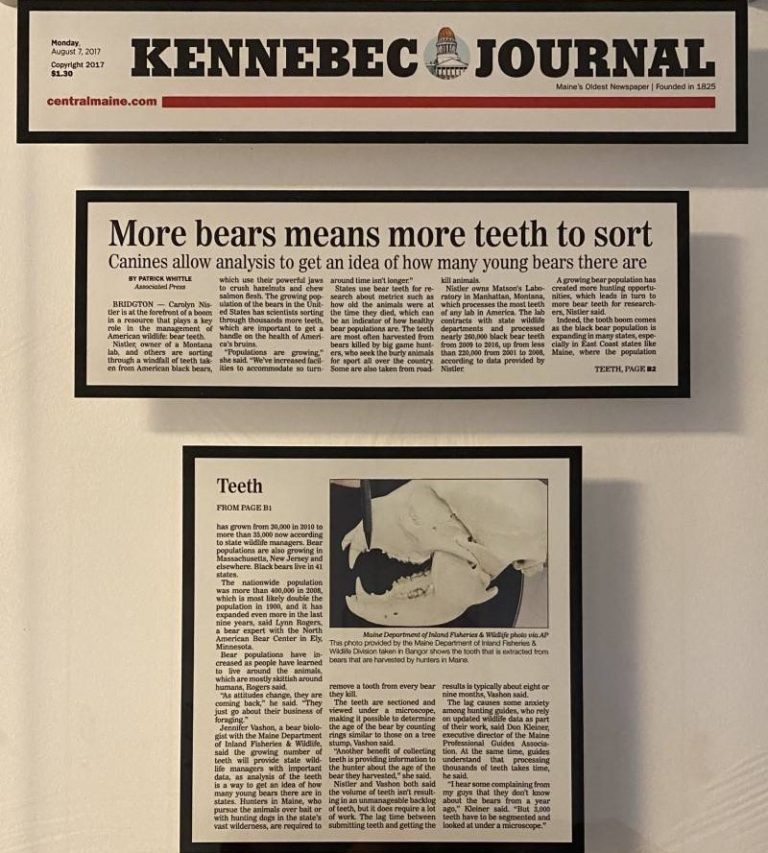 Monday,
August 7, 2017
Copyright 2017
$1.30
KENNEBEC JOURNAL
Maine's Oldest Newspaper | Founded in 1825
centralmaine.com
More bears means more teeth to sort
Canines allow analysis to get an idea of how many young bears there are
BY PATRICK WHITTLE
Associated Press
BRIDGTON — Carolyn Nis-
tler is at the forefront of a boom
in a resource that plays a key
role in the management of
American wildlife: bear teeth.
Nistler, owner of a Montana
lab, and others are sorting
through a windfall of teeth tak-
en from American black bears,
which use their powerful jaws
to crush hazelnuts and chew
salmon flesh. The growing pop-
ulation of the bears in the Unit-
ed States has scientists sorting
through thousands more teeth,
which are important to get a
handle on the health of Ameri-
ca's bruins.
"Populations are growing,"
she said. "We've increased facil-
ities to accommodate so turn-
around time isn't longer."
States use bear teeth for re-
search about metrics such as
how old the animals were at
the time they died, which can
be an indicator of how healthy
bear populations are. The teeth
are most often harvested from
bears killed by big game hunt-
ers, who seek the burly animals
for sport all over the country.
Some are also taken from road-
kill animals.
Nistler owns Matson's Labo-
ratory in Manhattan, Montana,
which processes the most teeth
of any lab in America. The lab
contracts with state wildlife
departments and processed
nearly 260,000 black bear teeth
from 2009 to 2016, up from less
than 220,000 from 2001 to 2008,
according to data provided by
Nistler.
A growing bear population has
created more hunting opportu-
nities, which leads in turn to
more bear teeth for research-
ers, Nistler said.
Indeed, the tooth boom comes
as the black bear population is
expanding in many states, espe-
cially in East Coast states like
Maine, where the population
TEETH, PAGE B2
Teeth
FROM PAGE B1
has grown from 30,000 in 2010 to
more than 35,000 now according
to state wildlife managers. Bear
populations are also growing in
Massachusetts, New Jersey and
elsewhere. Black bears live in 41
states.
The nationwide population
was more than 400,000 in 2008,
which is most likely double the
population in 1900, and it has
expanded even more in the last
nine years, said Lynn Rogers,
a bear expert with the North
American Bear Center in Ely,
Minnesota.
Bear populations have in-
creased as people have learned
to live around the animals,
which are mostly skittish around
humans, Rogers said.
"As attitudes change, they are
coming back," he said. "They
just go about their business of
foraging."
Jennifer Vashon, a bear biolo-
gist with the Maine Department
of Inland Fisheries & Wildlife,
said the growing number of
teeth will provide state wild-
life managers with important
data, as analysis of the teeth
is a way to get an idea of how
many young bears there are in
states. Hunters in Maine, who
pursue the animals over bait or
with hunting dogs in the state's
vast wilderness, are required to
Maine Department of Inland Fisheries & Wildlife photo via AP
This photo provided by the Maine Department of Inland Fisheries &
Wildlife Division taken in Bangor shows the tooth that is extracted from
bears that are harvested by hunters in Maine.
remove a tooth from every bear
they kill.
The teeth are sectioned and
viewed under a microscope,
making it possible to determine
the age of the bear by counting
rings similar to those on a tree
stump, Vashon said.
"Another benefit of collecting
teeth is providing information to
the hunter about the age of the
bear they harvested," she said.
Nistler and Vashon both said
the volume of teeth isn't result-
ing in an unmanageable backlog
of teeth, but it does require a lot
of work. The lag time between
submitting teeth and getting the
results is typically about eight or
nine months, Vashon said.
The lag causes some anxiety
among hunting guides, who rely
on updated wildlife data as part
of their work, said Don Kleiner,
executive director of the Maine
Professional Guides Associa-
tion. At the same time, guides
understand that processing
thousands of teeth takes time,
he said.
"I hear some complaining from
my guys that they don't know
about the bears from a year
ago," Kleiner said. "But 3,000
teeth have to be segmented and
looked at under a microscope."